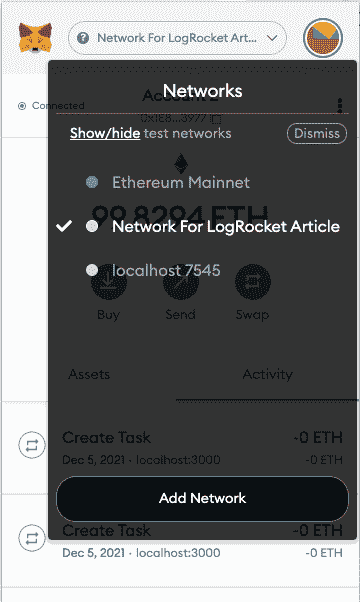 Network For LogRocket Art...
Networks
Connected
Account 2
0x1E8...3977
Show/hide test networks
Dismiss
Ethereum Mainnet
99.8294 ETH
Network For LogRocket Article
localhost 7545
Buy
Send
Swap
Assets
Activity
Create Task
-0 ETH
Dec 5, 2021 · localhost:3000
-0 ETH
Add Network
Create Task
-0 ETH
Dec 5, 2021 · localhost:3000
-0 ETH